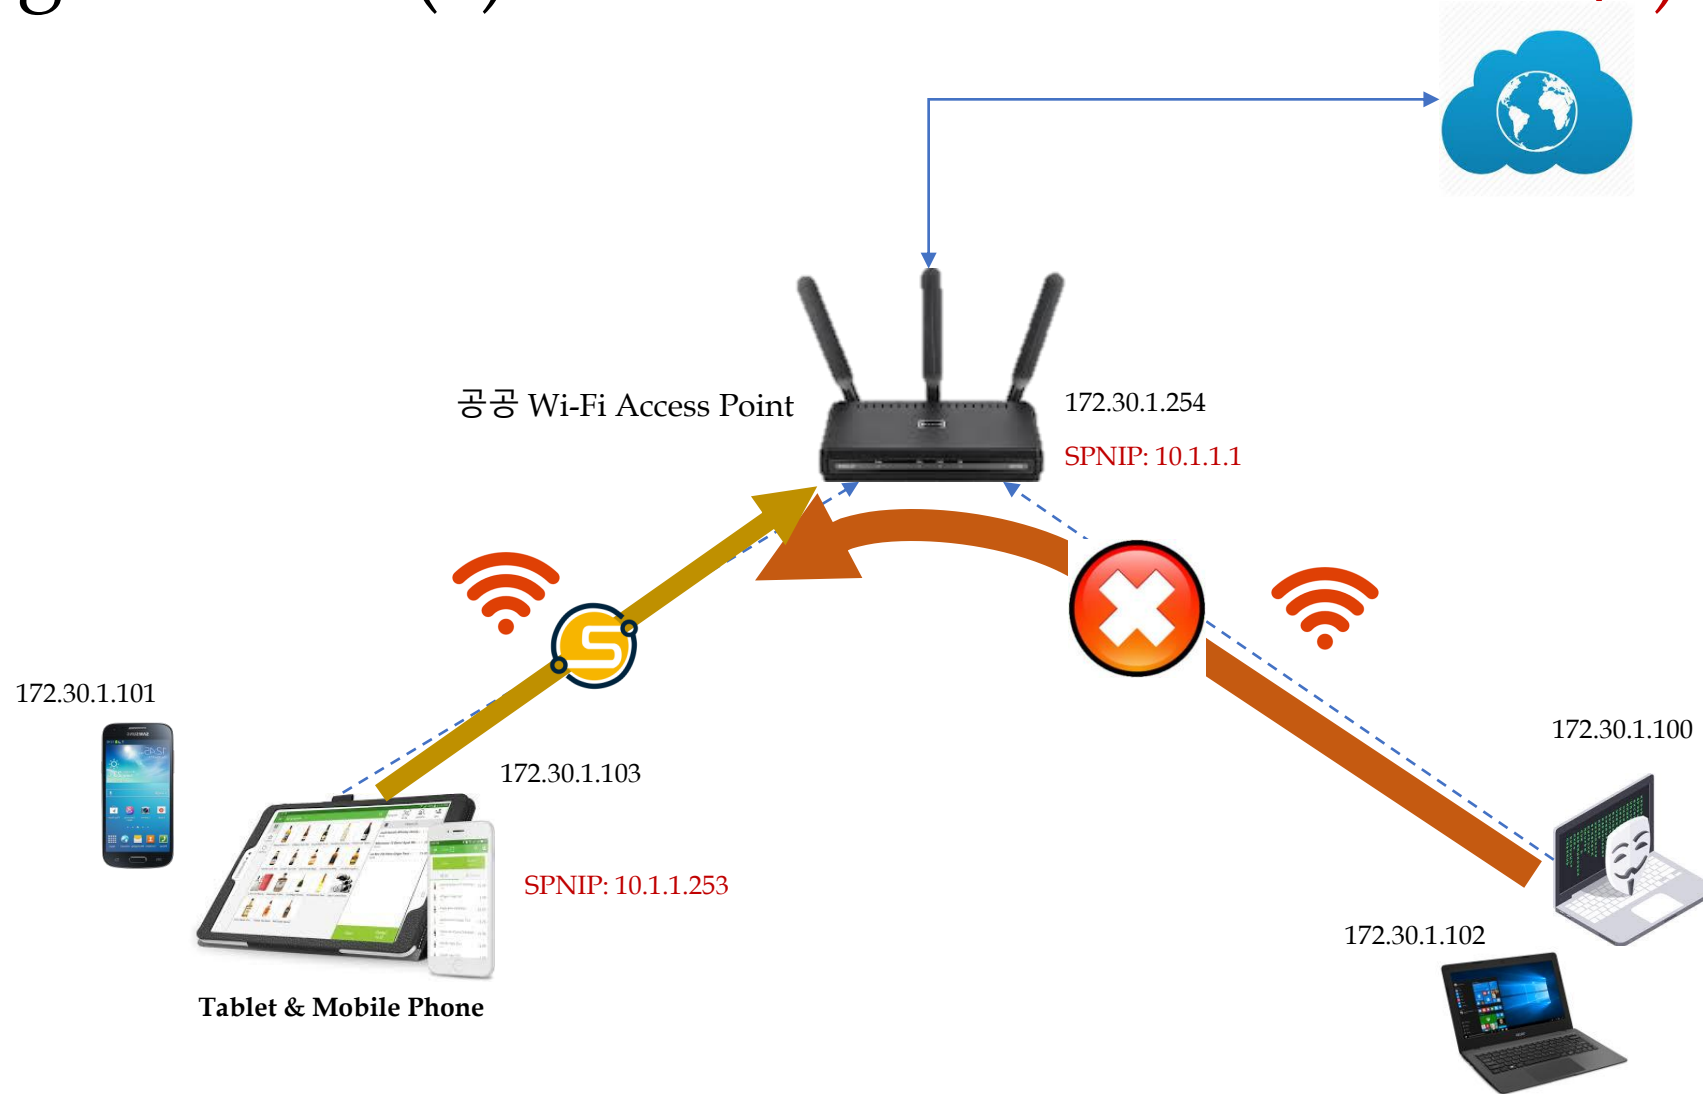 공공 Wi-Fi Access Point
172.30.1.254
SPNIP: 10.1.1.1
172.30.1.101
172.30.1.103
172.30.1.100
SPNIP: 10.1.1.253
172.30.1.102
Tablet & Mobile Phone